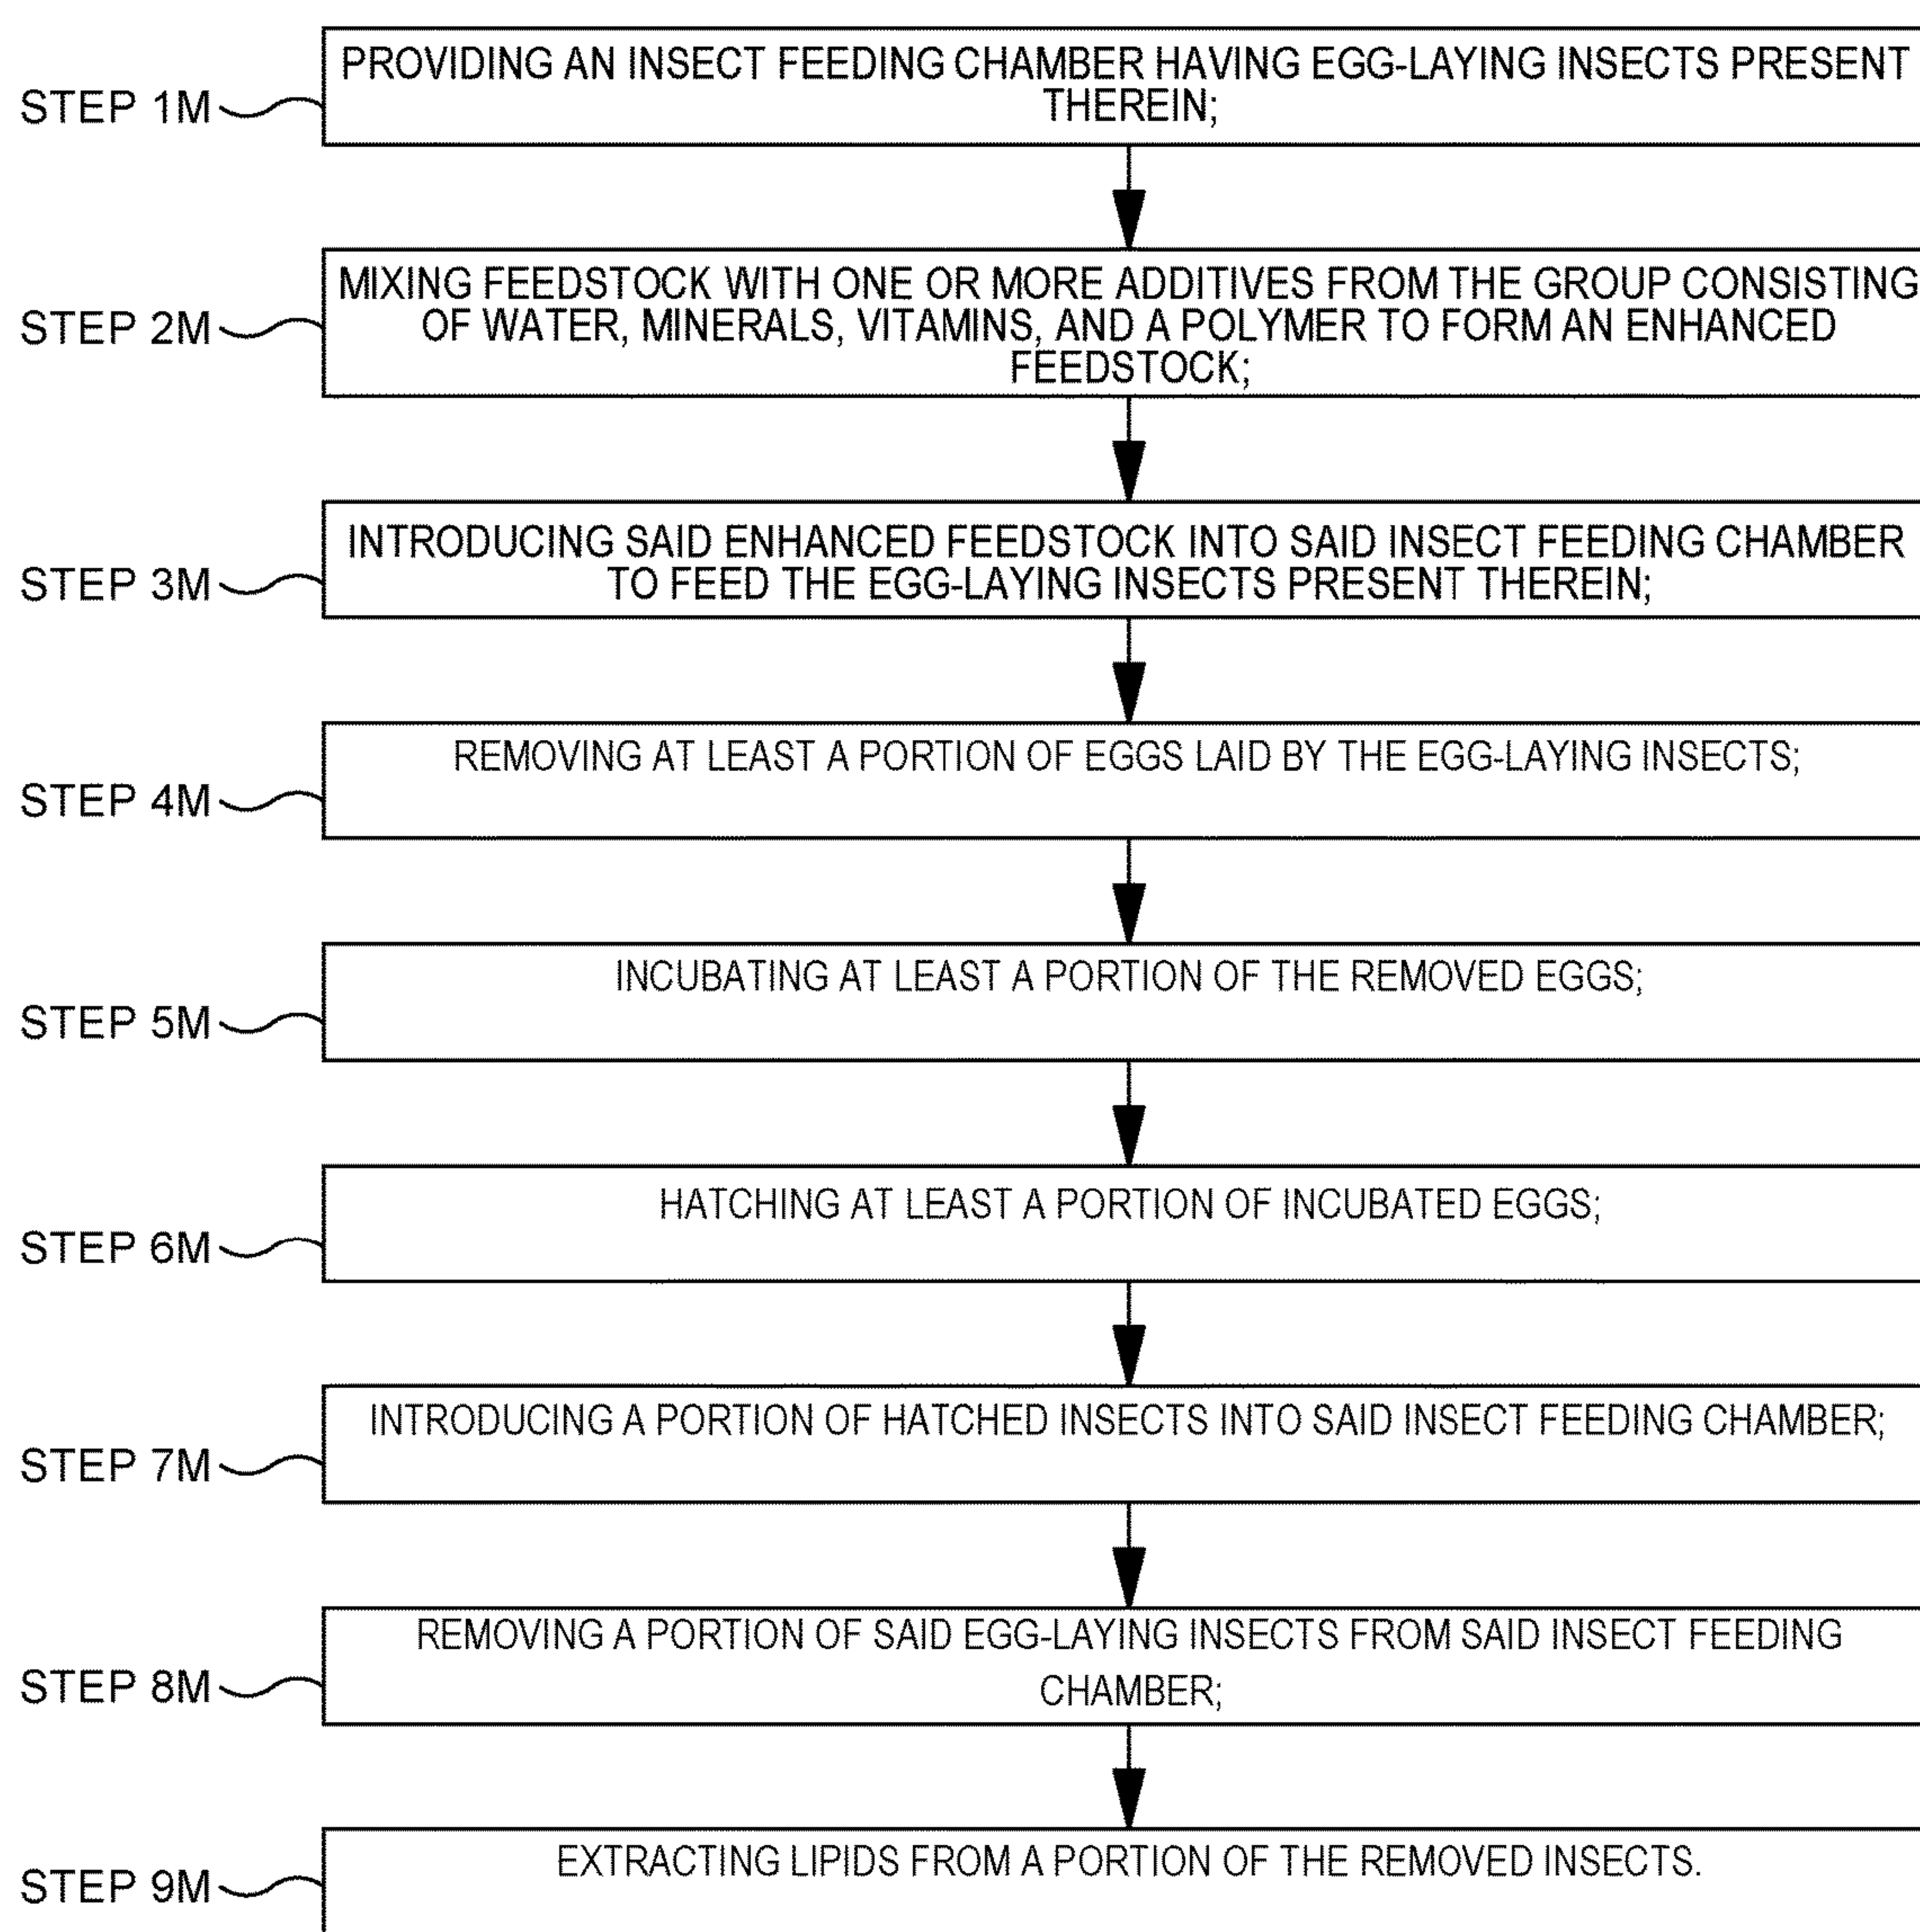 PROVIDING AN INSECT FEEDING CHAMBER HAVING EGG-LAYING INSECTS PRESENT
STEP 1M
THEREIN;
MIXING FEEDSTOCK WITH ONE OR MORE ADDITIVES FROM THE GROUP CONSISTING
STEP 2M
OF WATER, MINERALS, VITAMINS, AND A POLYMER TO FORM AN ENHANCED
FEEDSTOCK;
INTRODUCING SAID ENHANCED FEEDSTOCK INTO SAID INSECT FEEDING CHAMBER
STEP 3M
TO FEED THE EGG-LAYING INSECTS PRESENT THEREIN;
REMOVING AT LEAST A PORTION OF EGGS LAID BY THE EGG-LAYING INSECTS;
STEP 4M
INCUBATING AT LEAST A PORTION OF THE REMOVED EGGS;
STEP 5M
HATCHING AT LEAST A PORTION OF INCUBATED EGGS;
STEP 6M
INTRODUCING A PORTION OF HATCHED INSECTS INTO SAID INSECT FEEDING CHAMBER;
STEP 7M
REMOVING A PORTION OF SAID EGG-LAYING INSECTS FROM SAID INSECT FEEDING
STEP 8M
CHAMBER;
EXTRACTING LIPIDS FROM A PORTION OF THE REMOVED INSECTS.
STEP 9M